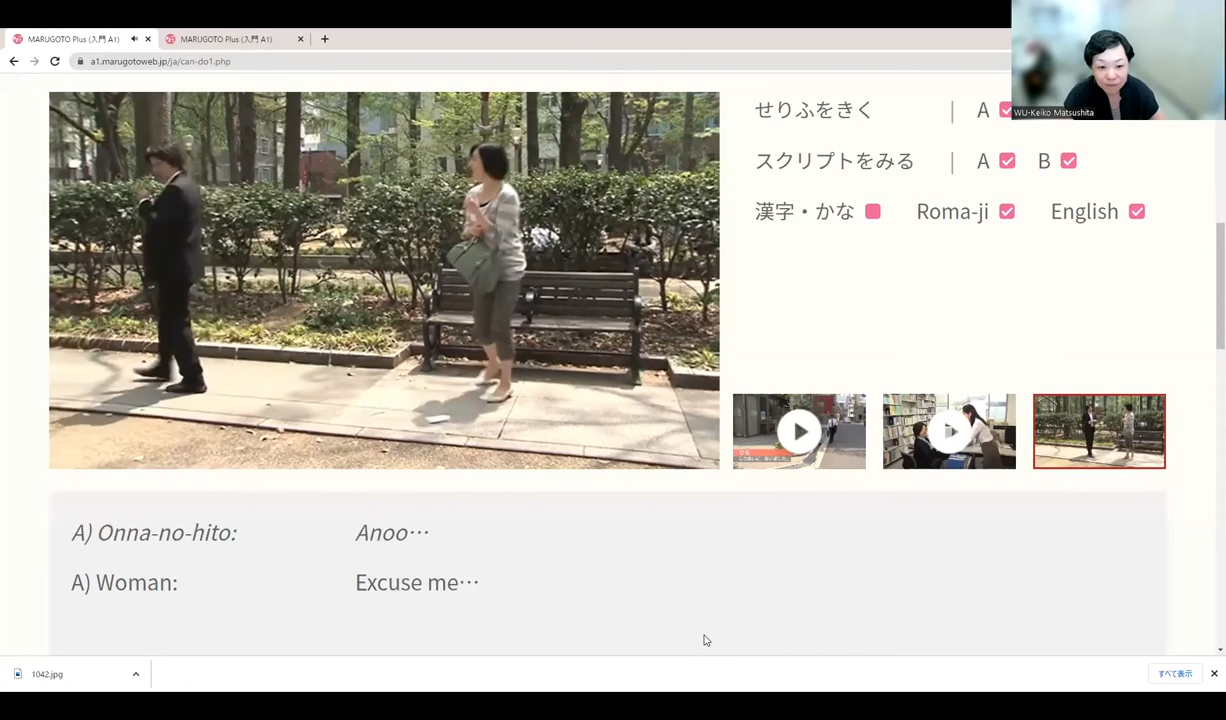 MARUGOTO Plus (入門 A1)
MARUGOTO Plus (入門 A1)
a1.marugotoweb.jp/ja/can-do1.php
WU-Keiko Matsushita
せりふをきく | A
スクリプトをみる | A B
漢字・かな Roma-ji English
ひる
A) Onna-no-hito: Anoo…
A) Woman: Excuse me…
1042.jpg
すべて表示